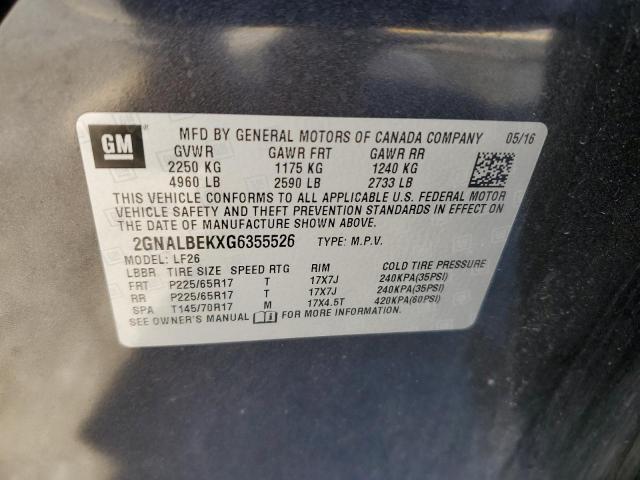 GM
MFD BY GENERAL MOTORS OF CANADA COMPANY 05/16
GVWR GAWR FRT GAWR RR
2250 KG 1175 KG 1240 KG
4960 LB 2590 LB 2733 LB
THIS VEHICLE CONFORMS TO ALL APPLICABLE U.S. FEDERAL MOTOR
VEHICLE SAFETY AND THEFT PREVENTION STANDARDS IN EFFECT ON
THE DATE OF MANUFACTURE SHOWN ABOVE.
2GNALBEKXG6355526 TYPE: M.P.V.
MODEL: LF26
LBBR TIRE SIZE SPEED RTG RIM COLD TIRE PRESSURE
FRT P225/65R17 T 17X7J 240KPA(35PSI)
RR P225/65R17 T 17X7J 240KPA(35PSI)
SPA T145/70R17 M 17X4.5T 420KPA(60PSI)
SEE OWNER'S MANUAL FOR MORE INFORMATION.